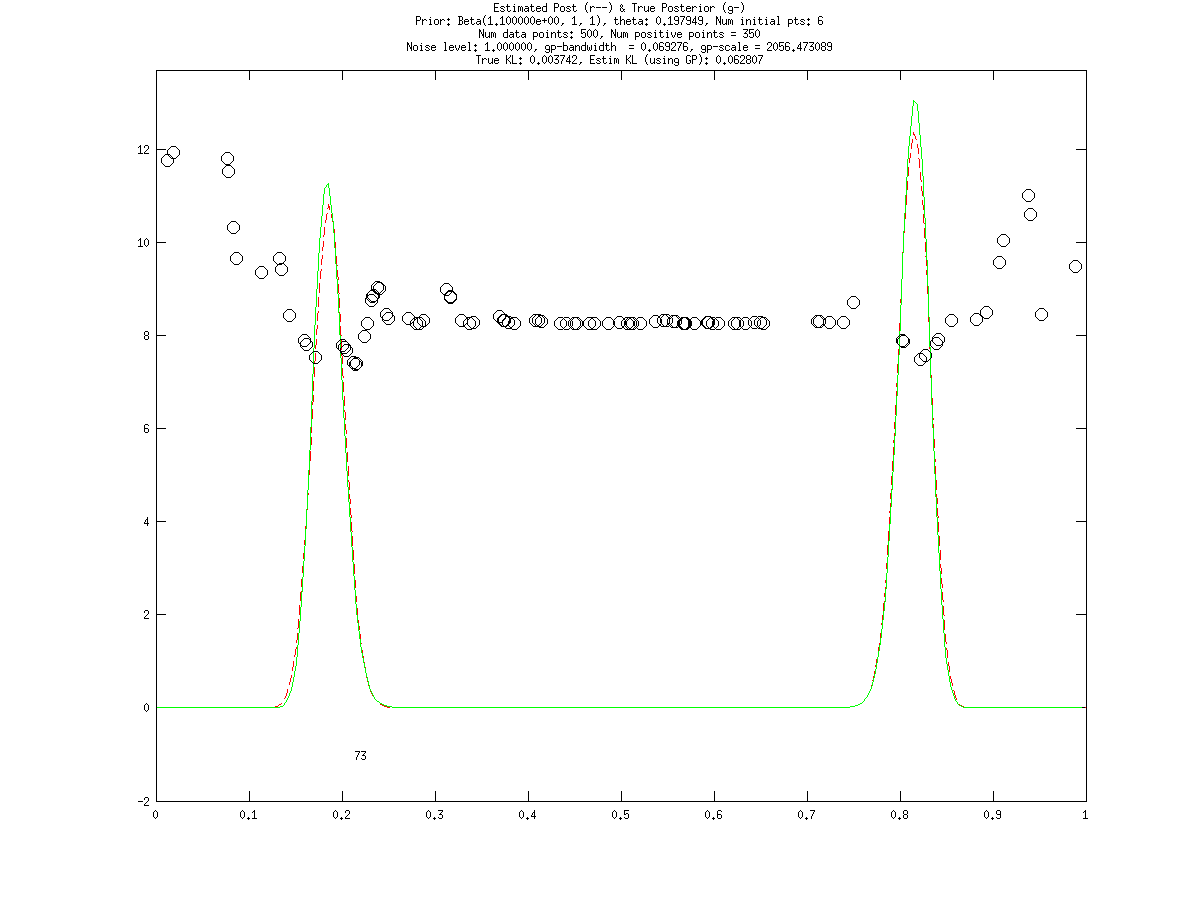 Estimated Post (r--) & True Posterior (g-)
Prior: Beta(1.100000e+00, 1, 1), theta: 0.197949, Num initial pts: 6
Num data points: 500, Num positive points = 350
Noise level: 1.000000, gp-bandwidth  = 0.069276, gp-scale = 2056.473089
True KL: 0.003742, Estim KL (using GP): 0.062807
12
10
8
6
4
2
0
73
-2
0 0.1 0.2 0.3 0.4 0.5 0.6 0.7 0.8 0.9 1